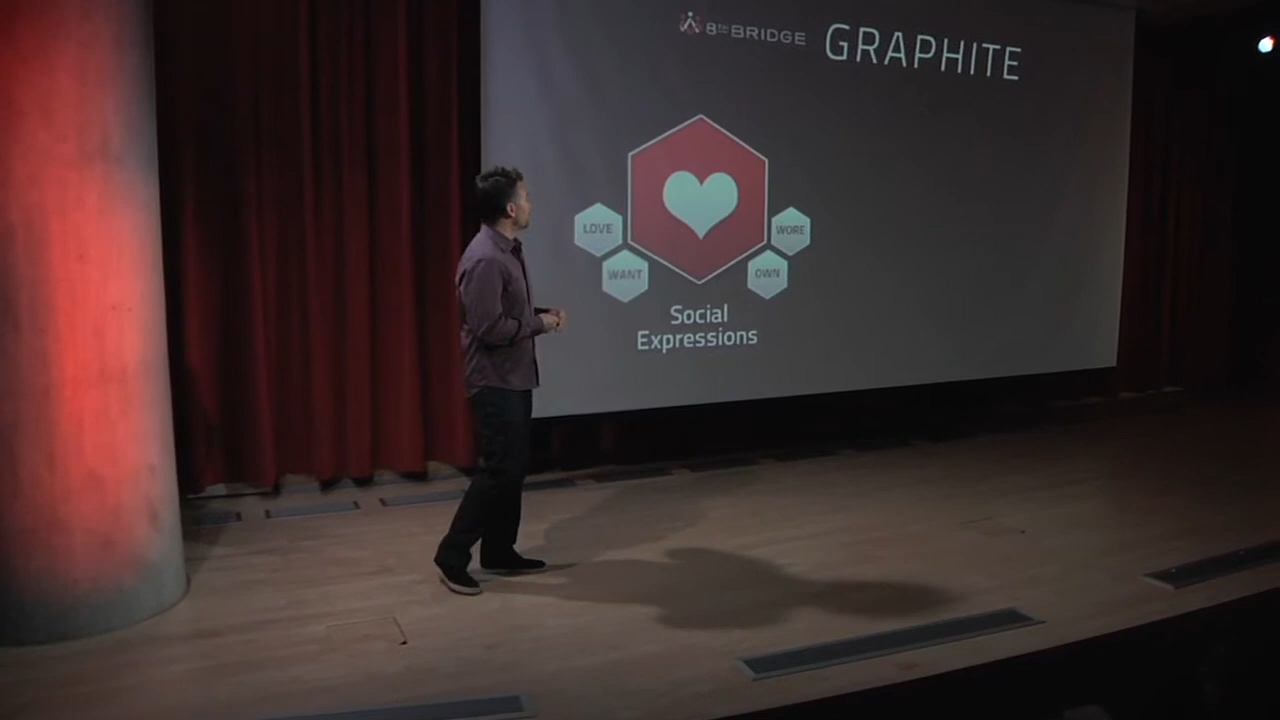 8th BRIDGE GRAPHITE
LOVE
WORE
WANT
OWN
Social
Expressions